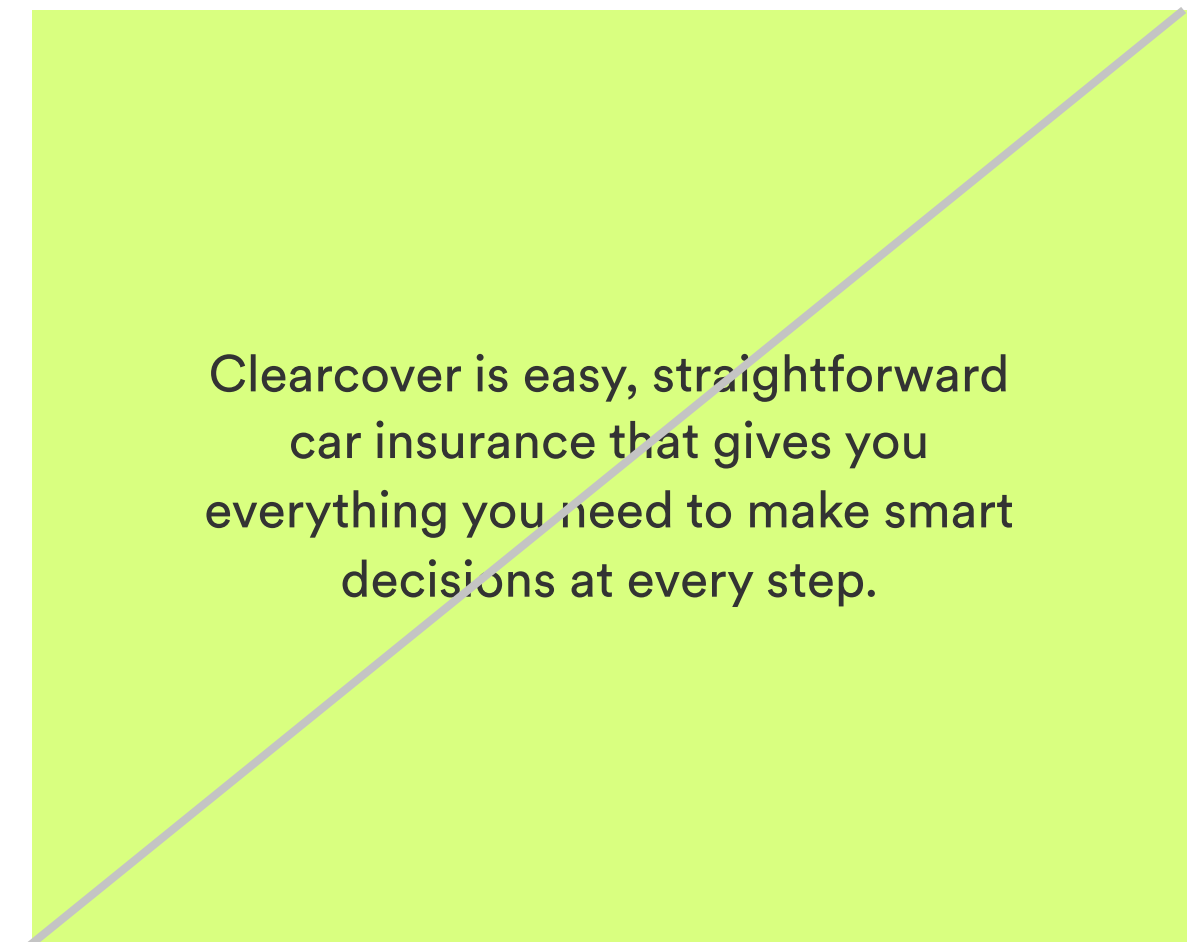 Clearcover is easy, straightforward
car insurance that gives you
everything you need to make smart
decisions at every step.